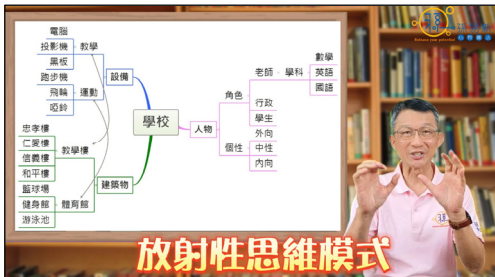 電腦
投影機
黑板
教學
跑步機
飛輪
啞鈴
運動
設備
忠孝樓
仁愛樓
信義樓
和平樓
教學樓
籃球場
健身館
游泳池
體育館
建築物
學校
人物
角色
老師
學科
數學
英語
國語
行政
學生
個性
外向
中性
內向
放射性思維模式